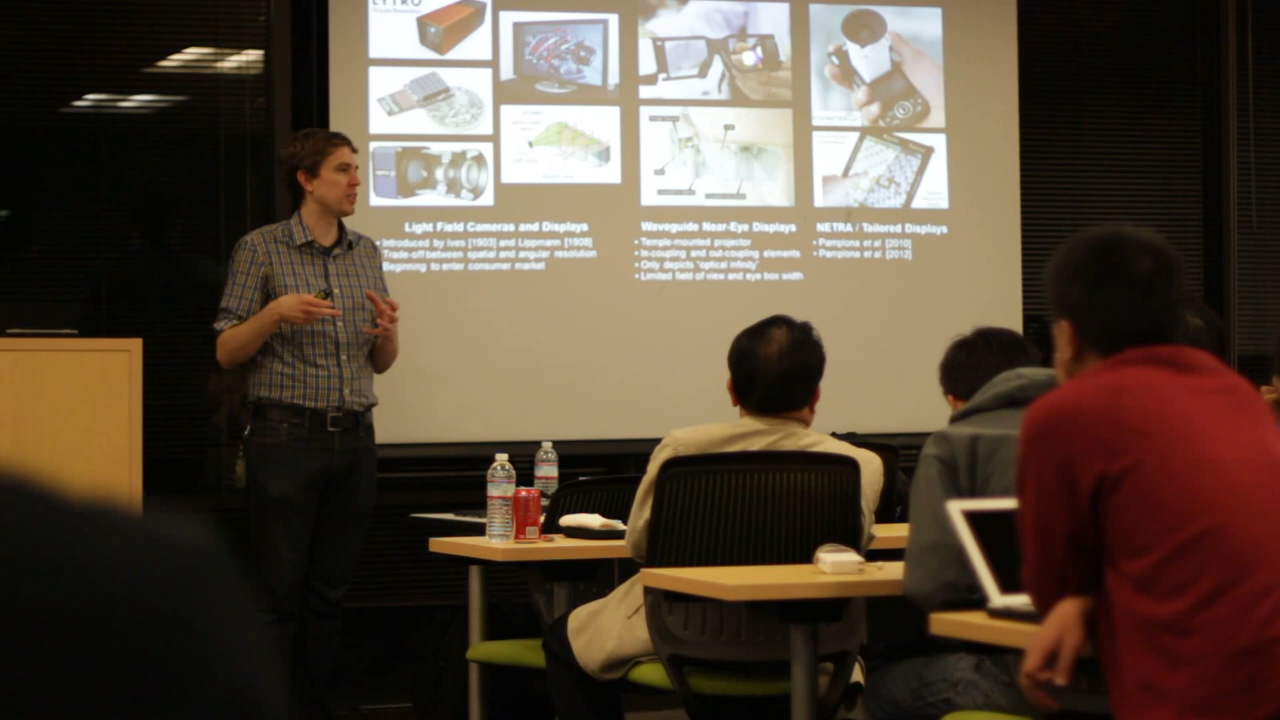 LYTRO
Light Field Cameras and Displays
• Introduced by Ives [1903] and Lippmann [1908]
• Trade-off between spatial and angular resolution
• Beginning to enter consumer market
Waveguide Near-Eye Displays
• Temple-mounted projector
• In-coupling and out-coupling elements
• Only depicts "optical infinity"
• Limited field of view and eye box width
NETRA / Tailored Displays
• Pamplona et al. [2010]
• Pamplona et al. [2012]